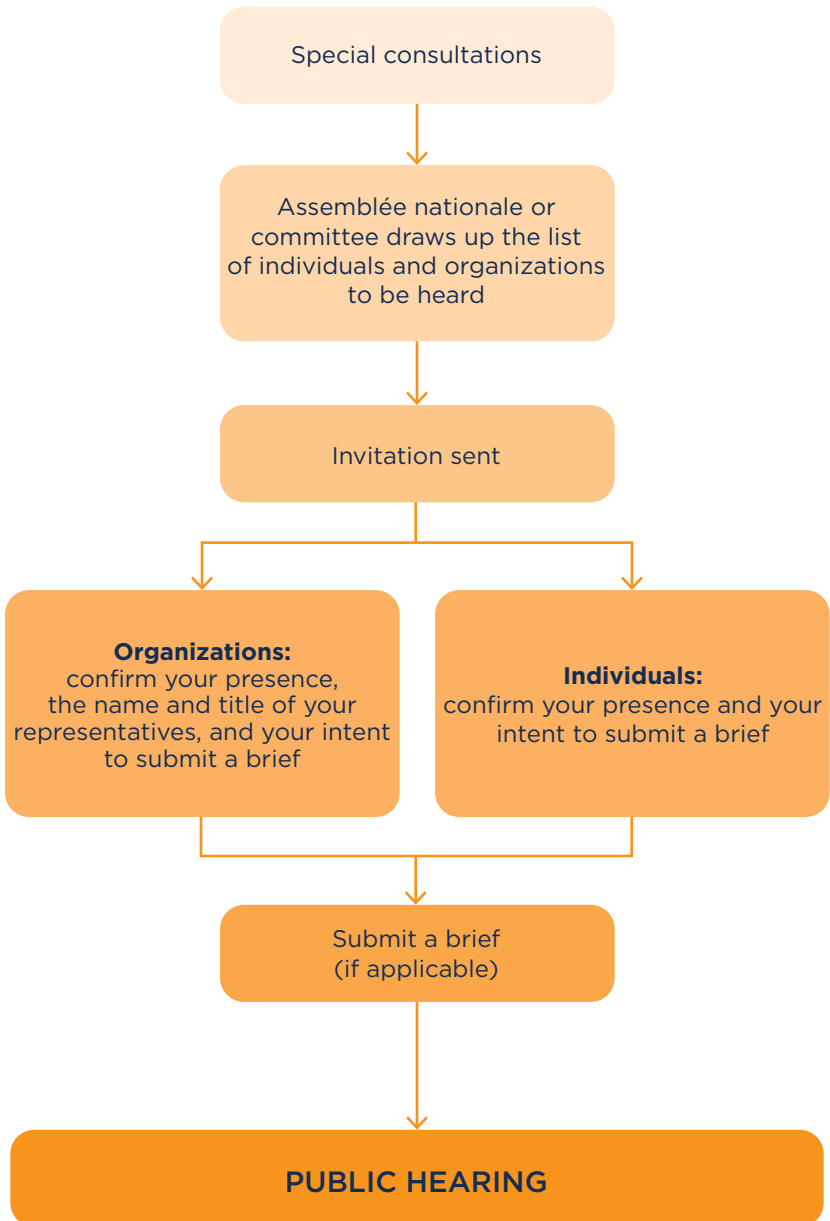 Special consultations
Assemblée nationale or
committee draws up the list
of individuals and organizations
to be heard
Invitation sent
Organizations:
confirm your presence,
the name and title of your
representatives, and your intent
to submit a brief
Individuals:
confirm your presence and your
intent to submit a brief
Submit a brief
(if applicable)
PUBLIC HEARING